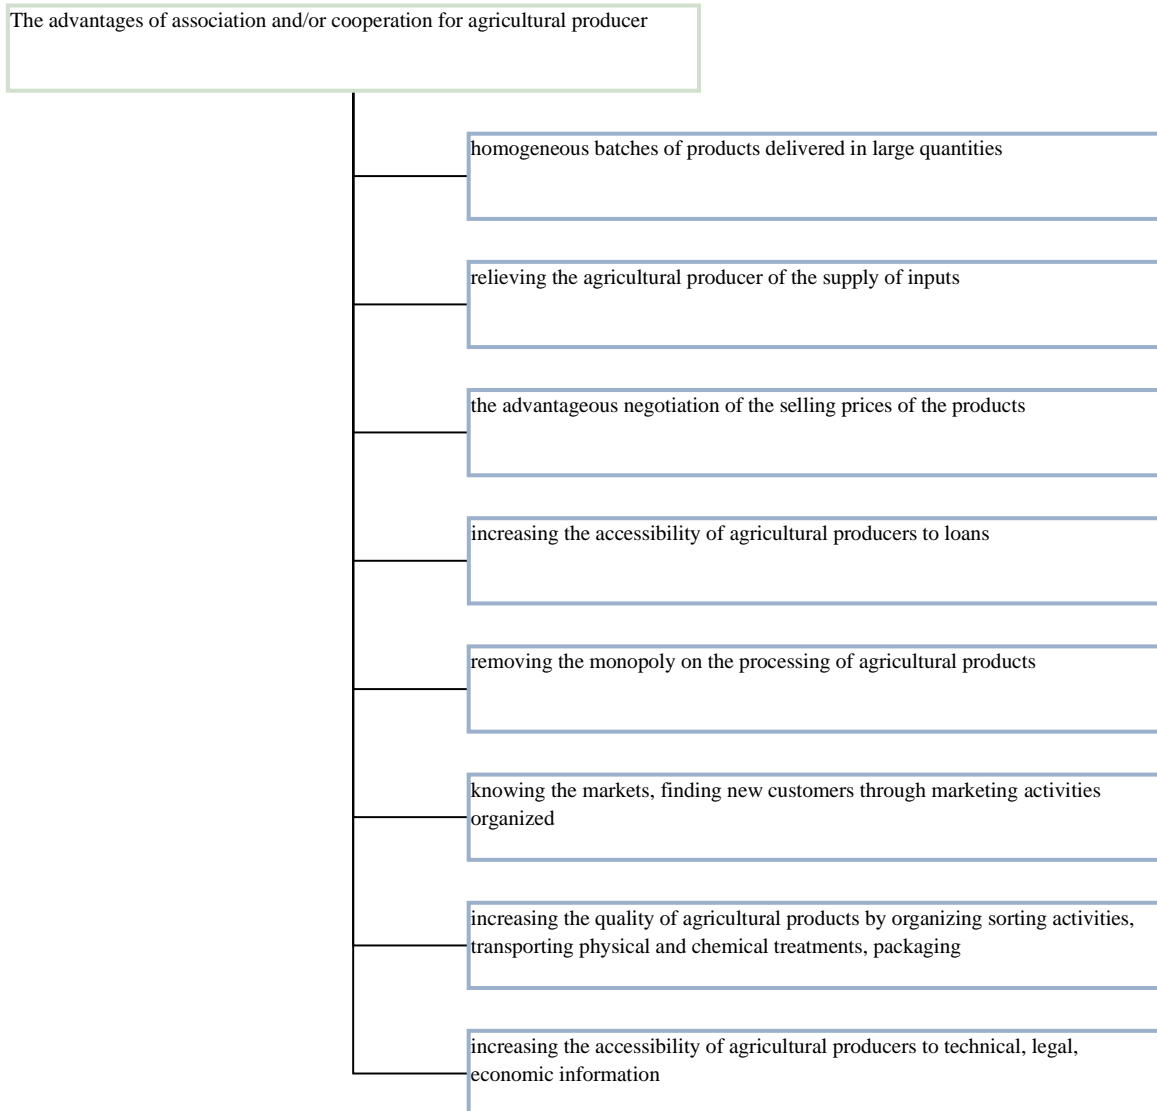 The advantages of association and/or cooperation for agricultural producer
homogeneous batches of products delivered in large quantities
relieving the agricultural producer of the supply of inputs
the advantageous negotiation of the selling prices of the products
increasing the accessibility of agricultural producers to loans
removing the monopoly on the processing of agricultural products
knowing the markets, finding new customers through marketing activities
organized
increasing the quality of agricultural products by organizing sorting activities,
transporting physical and chemical treatments, packaging
increasing the accessibility of agricultural producers to technical, legal,
economic information